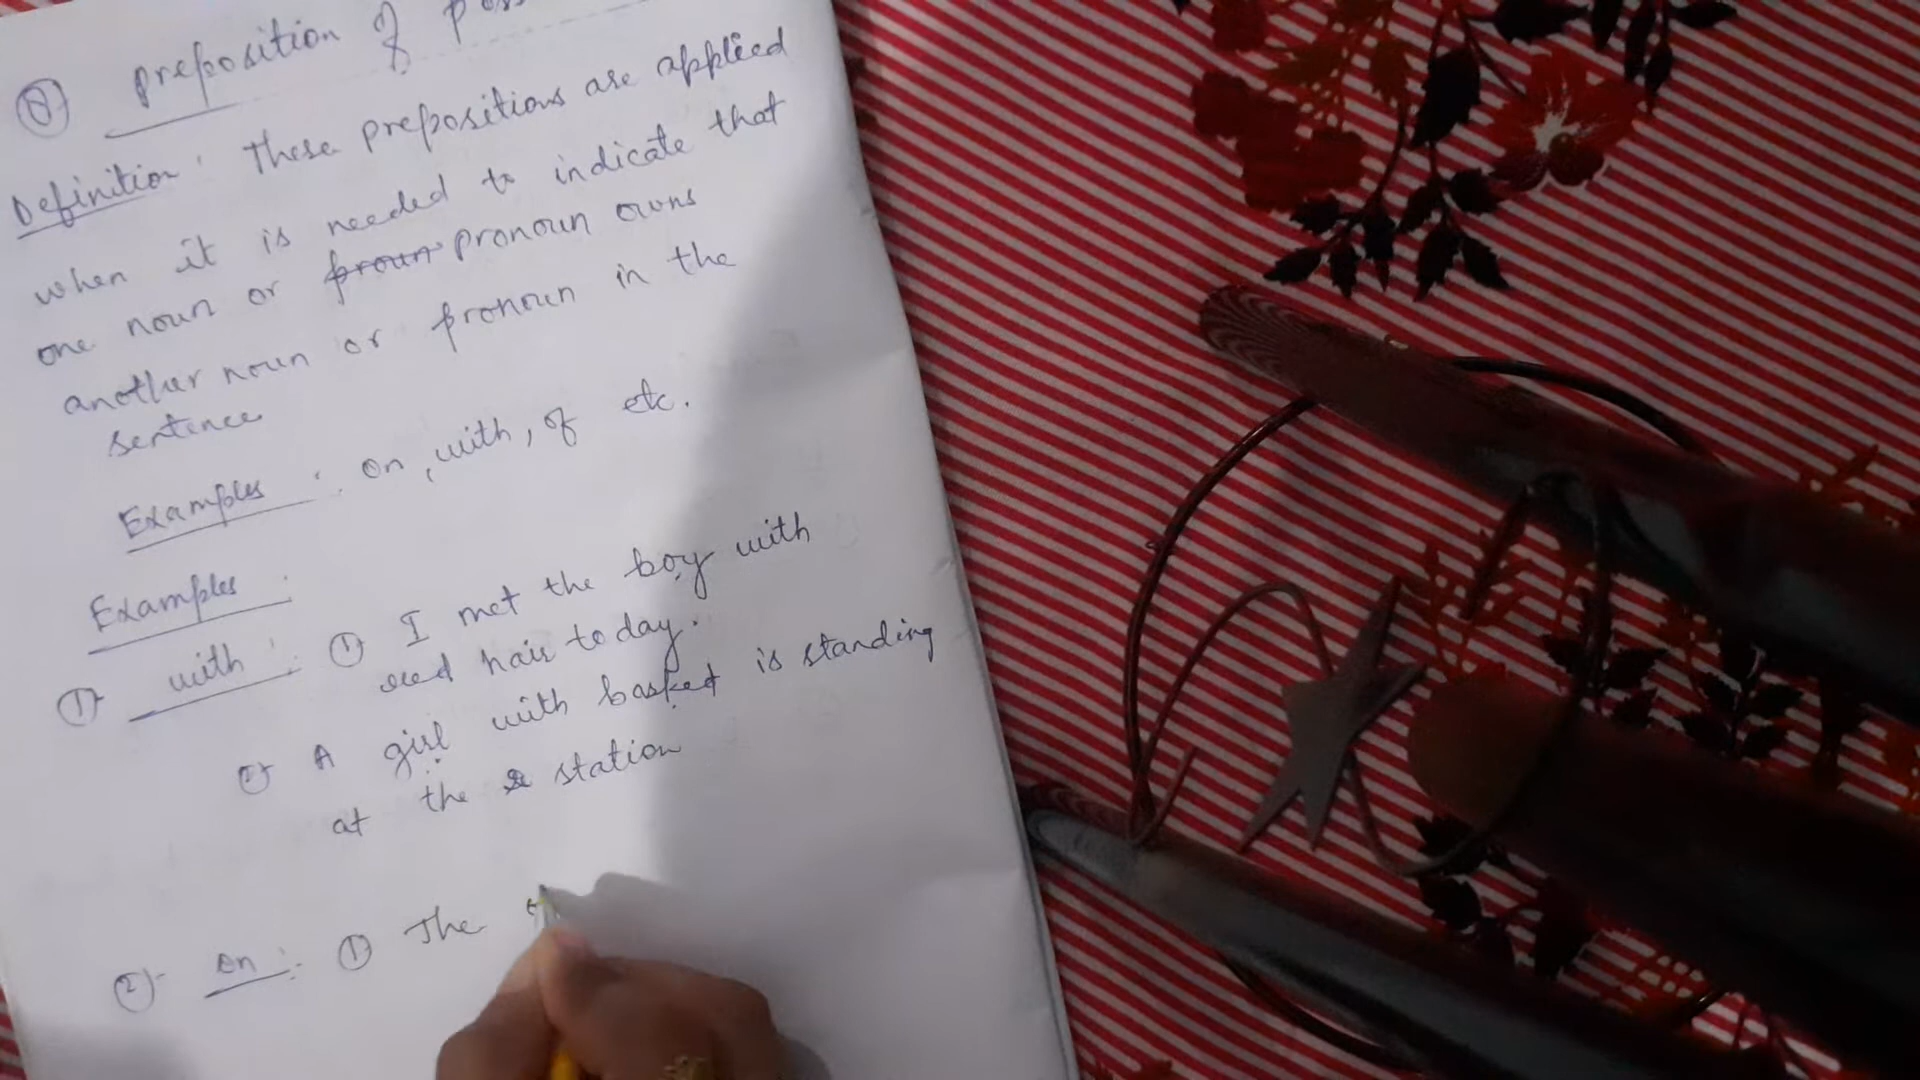 preposition of
Definition: These prepositions are applied
when it is needed to indicate that
one noun or proun pronoun owns
another noun or pronoun in the
sentence
Examples: on, with, of etc.
Examples:
① with: ① I met the boy with
red hair today.
② A girl with basket is standing
at the station
② on: ① The